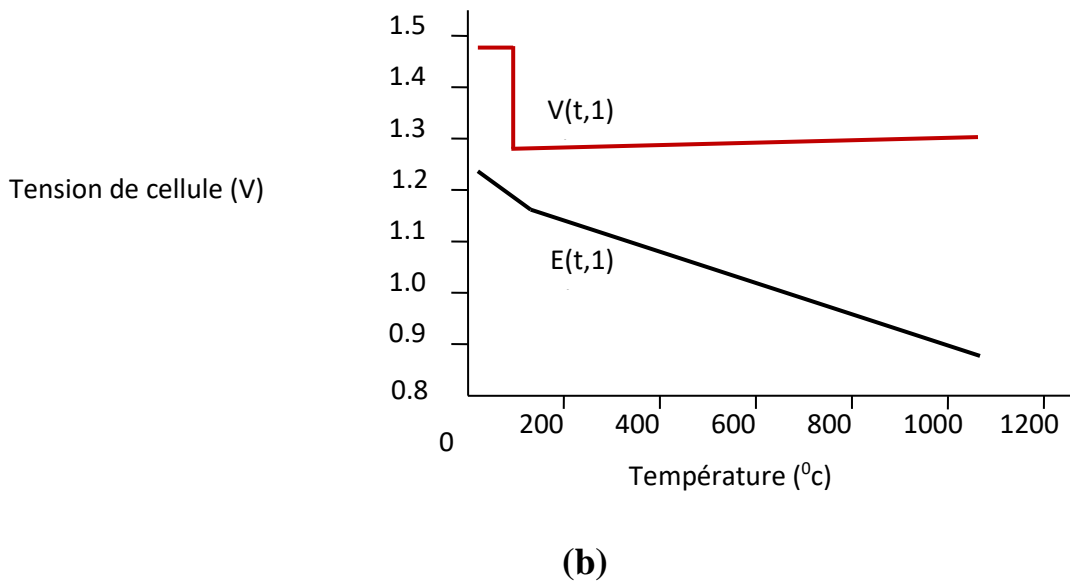 1.5
1.4
V(t,1)
1.3
Tension de cellule (V)
1.2
1.1
E(t,1)
1.0
0.9
0.8
0 200 400 600 800 1000 1200
Température (⁰c)
(b)